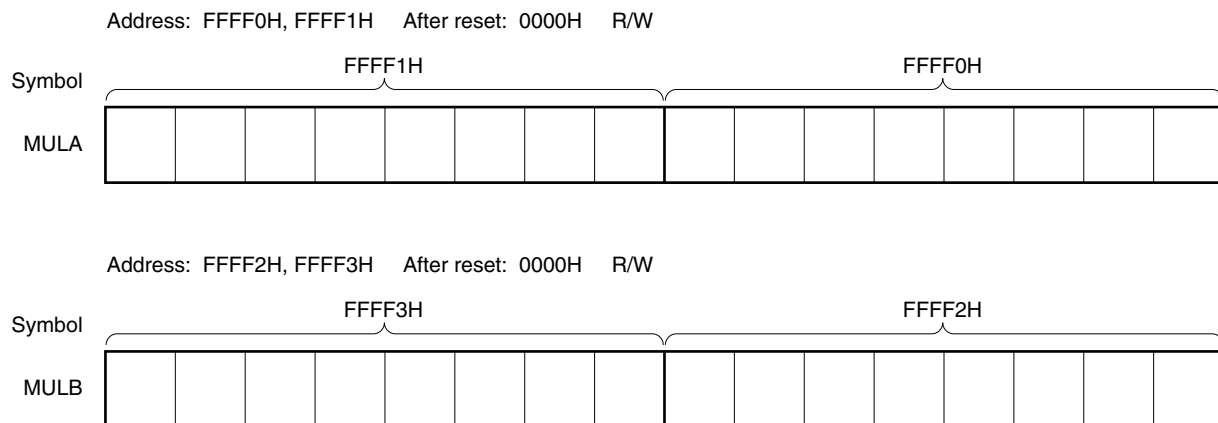 Address: FFFF0H, FFFF1H After reset: 0000H R/W
FFFF1H FFFF0H
Symbol
MULA
Address: FFFF2H, FFFF3H After reset: 0000H R/W
FFFF3H FFFF2H
Symbol
MULB